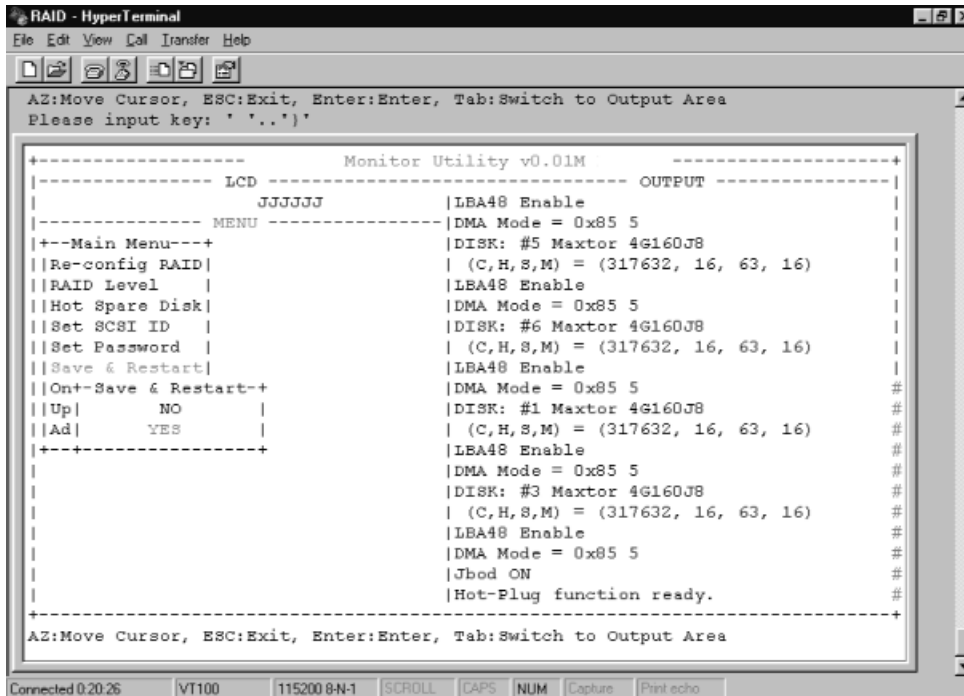 RAID - HyperTerminal
File Edit View Call Transfer Help
AZ:Move Cursor, ESC:Exit, Enter:Enter, Tab:Switch to Output Area
Please input key: ' '..')'
+------------------- Monitor Utility v0.01M -------------------+
|---------------- LCD ----------------------------------- OUTPUT ----------------|
| JJJJJJ |LBA48 Enable |
|--------------- MENU ----------------|DMA Mode = 0x85 5 |
|+--Main Menu---+ |DISK: #5 Maxtor 4G160J8 |
||Re-config RAID| | (C,H,S,M) = (317632, 16, 63, 16) |
||RAID Level | |LBA48 Enable |
||Hot Spare Disk| |DMA Mode = 0x85 5 |
||Set SCSI ID | |DISK: #6 Maxtor 4G160J8 |
||Set Password | | (C,H,S,M) = (317632, 16, 63, 16) |
||Save & Restart| |LBA48 Enable |
||On+-Save & Restart-+ |DMA Mode = 0x85 5 #
||Up| NO | |DISK: #1 Maxtor 4G160J8 #
||Ad| YES | | (C,H,S,M) = (317632, 16, 63, 16) #
|+--+----------------+ |LBA48 Enable #
| |DMA Mode = 0x85 5 #
| |DISK: #3 Maxtor 4G160J8 #
| | (C,H,S,M) = (317632, 16, 63, 16) #
| |LBA48 Enable #
| |DMA Mode = 0x85 5 #
| |Jbod ON #
| |Hot-Plug function ready. #
+------------------------------------------------------------------------------+
AZ:Move Cursor, ESC:Exit, Enter:Enter, Tab:Switch to Output Area
Connected 0:20:26 VT100 115200 8-N-1 SCROLL CAPS NUM Capture Print echo